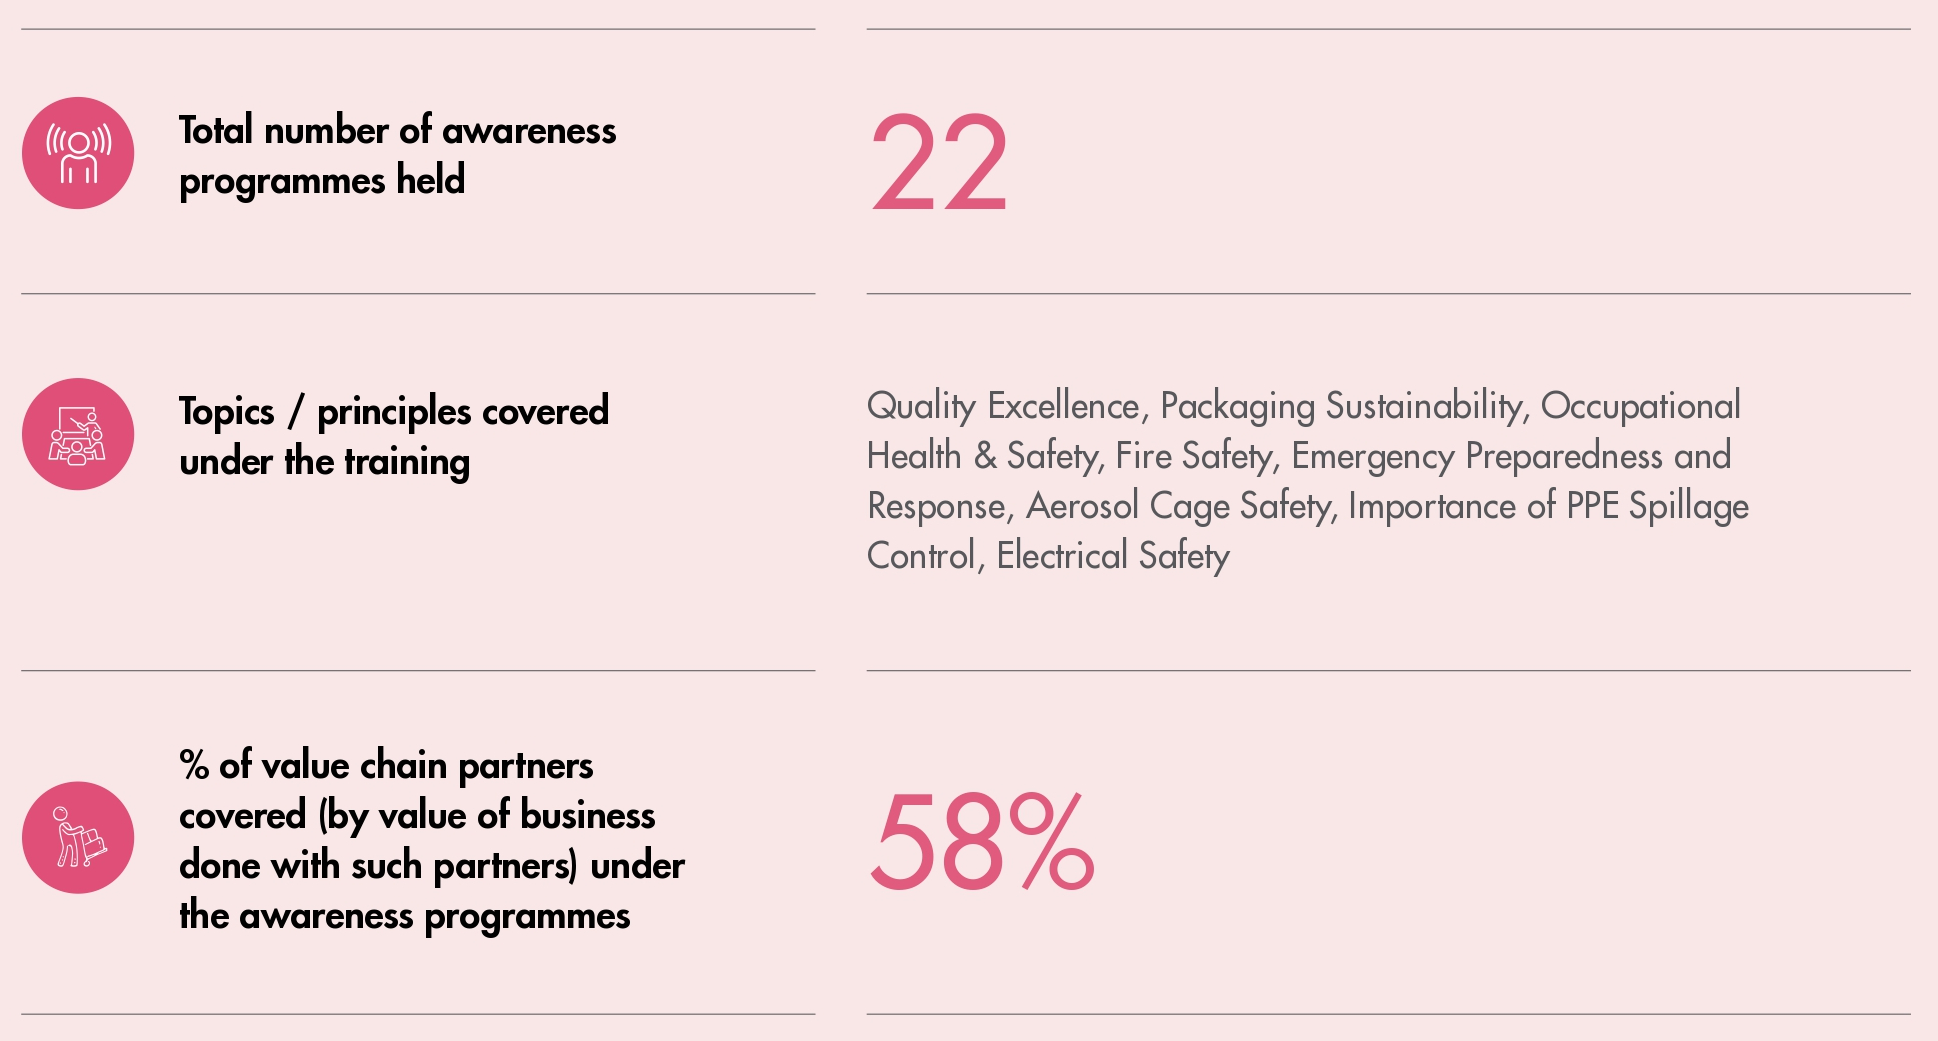 Total number of awareness
programmes held
22
Topics / principles covered
under the training
Quality Excellence, Packaging Sustainability, Occupational
Health & Safety, Fire Safety, Emergency Preparedness and
Response, Aerosol Cage Safety, Importance of PPE Spillage
Control, Electrical Safety
% of value chain partners
covered (by value of business
done with such partners) under
the awareness programmes
58%